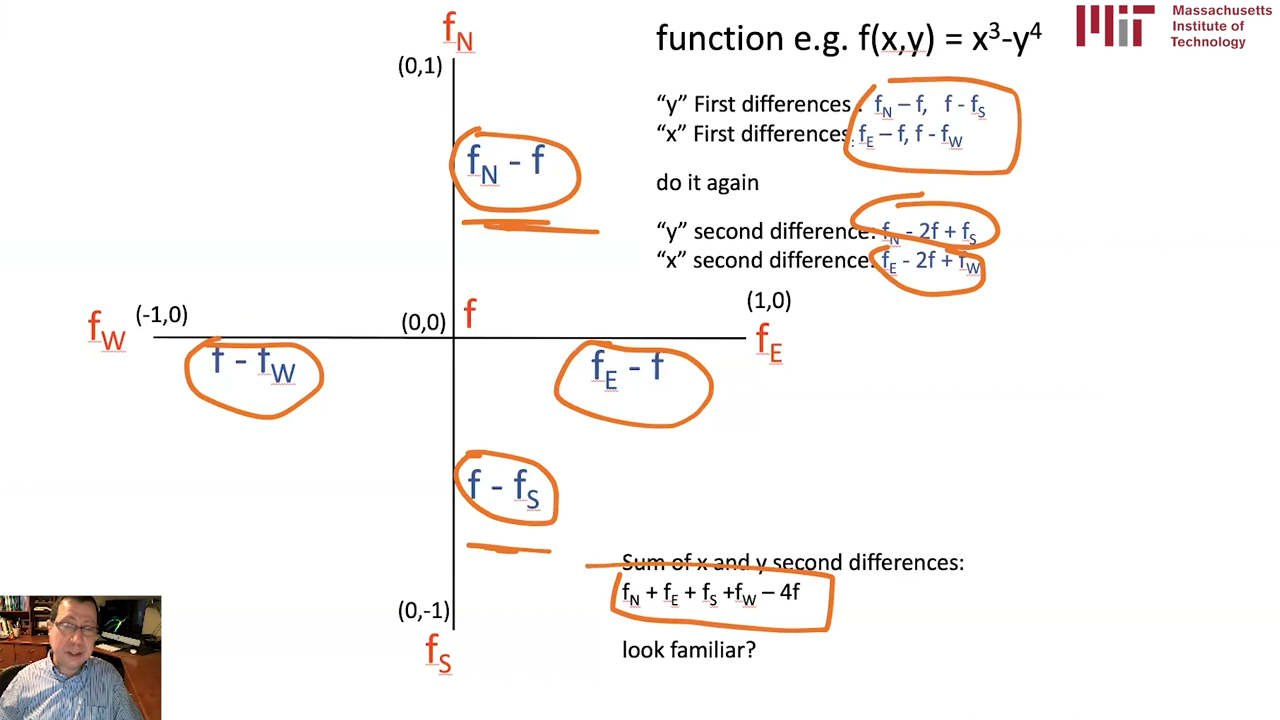 f_N
(0,1)
function e.g. f(x,y) = x³-y⁴
MIT
Massachusetts
Institute of
Technology
"y" First differences : f_N – f, f - f_S
"x" First differences: f_E – f, f - f_W
f_N - f
do it again
"y" second difference: f_N - 2f + f_S
"x" second difference: f_E - 2f + f_W
f_W
(-1,0)
(0,0)
f
(1,0)
f_E
f - f_W
f_E - f
f - f_S
Sum of x and y second differences:
f_N + f_E + f_S +f_W – 4f
(0,-1)
f_S
look familiar?